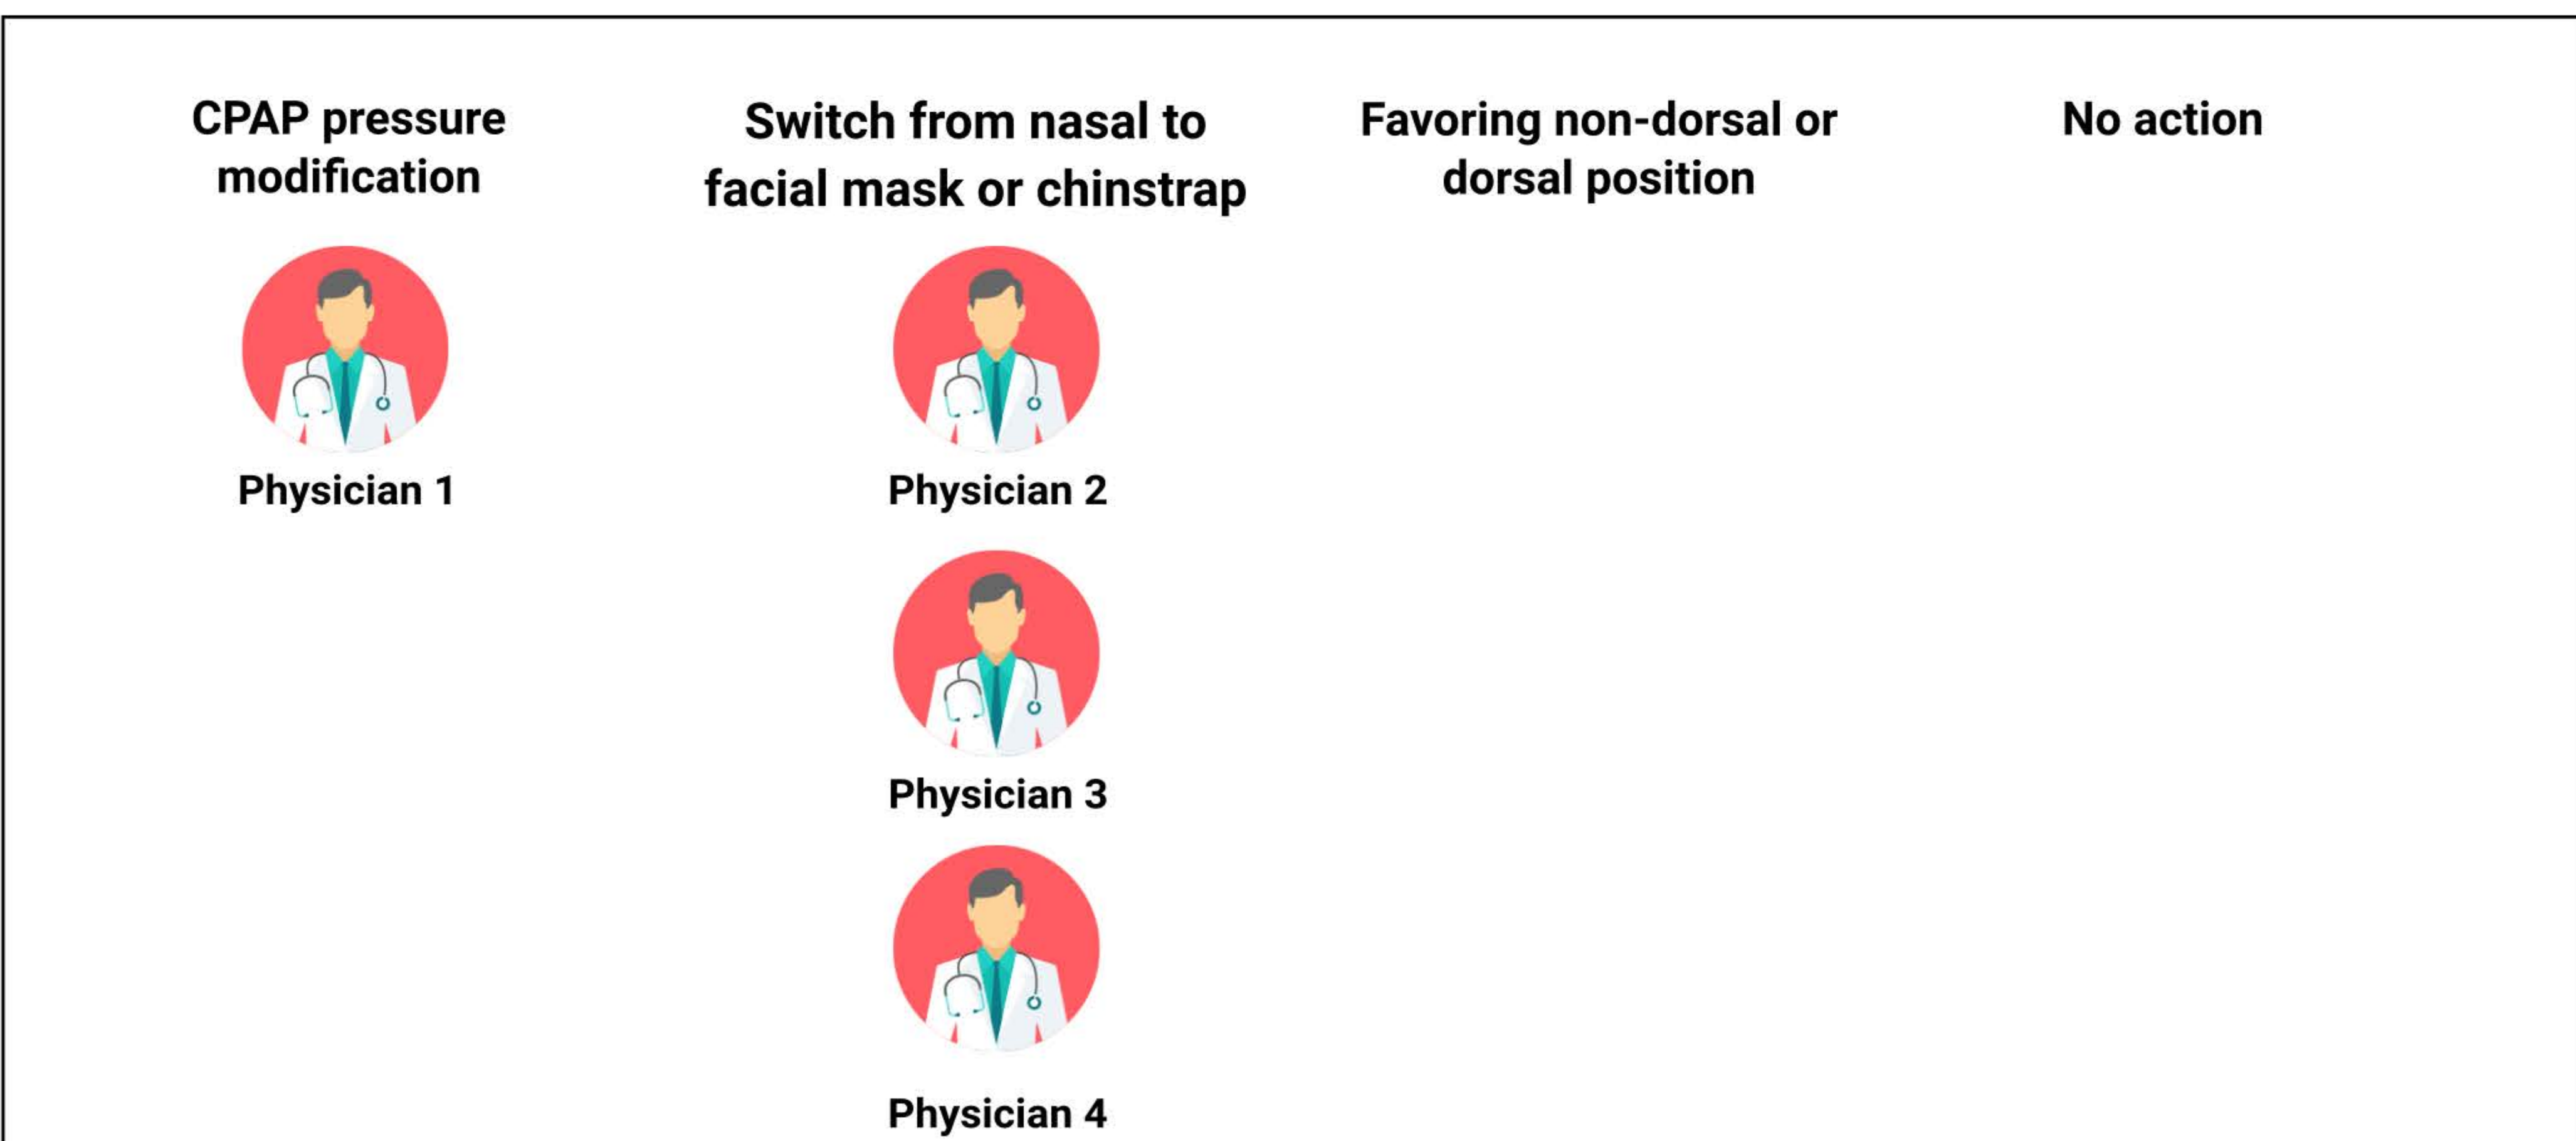 CPAP pressure
modification
Switch from nasal to
facial mask or chinstrap
Favoring non-dorsal or
dorsal position
No action
Physician 1
Physician 2
Physician 3
Physician 4